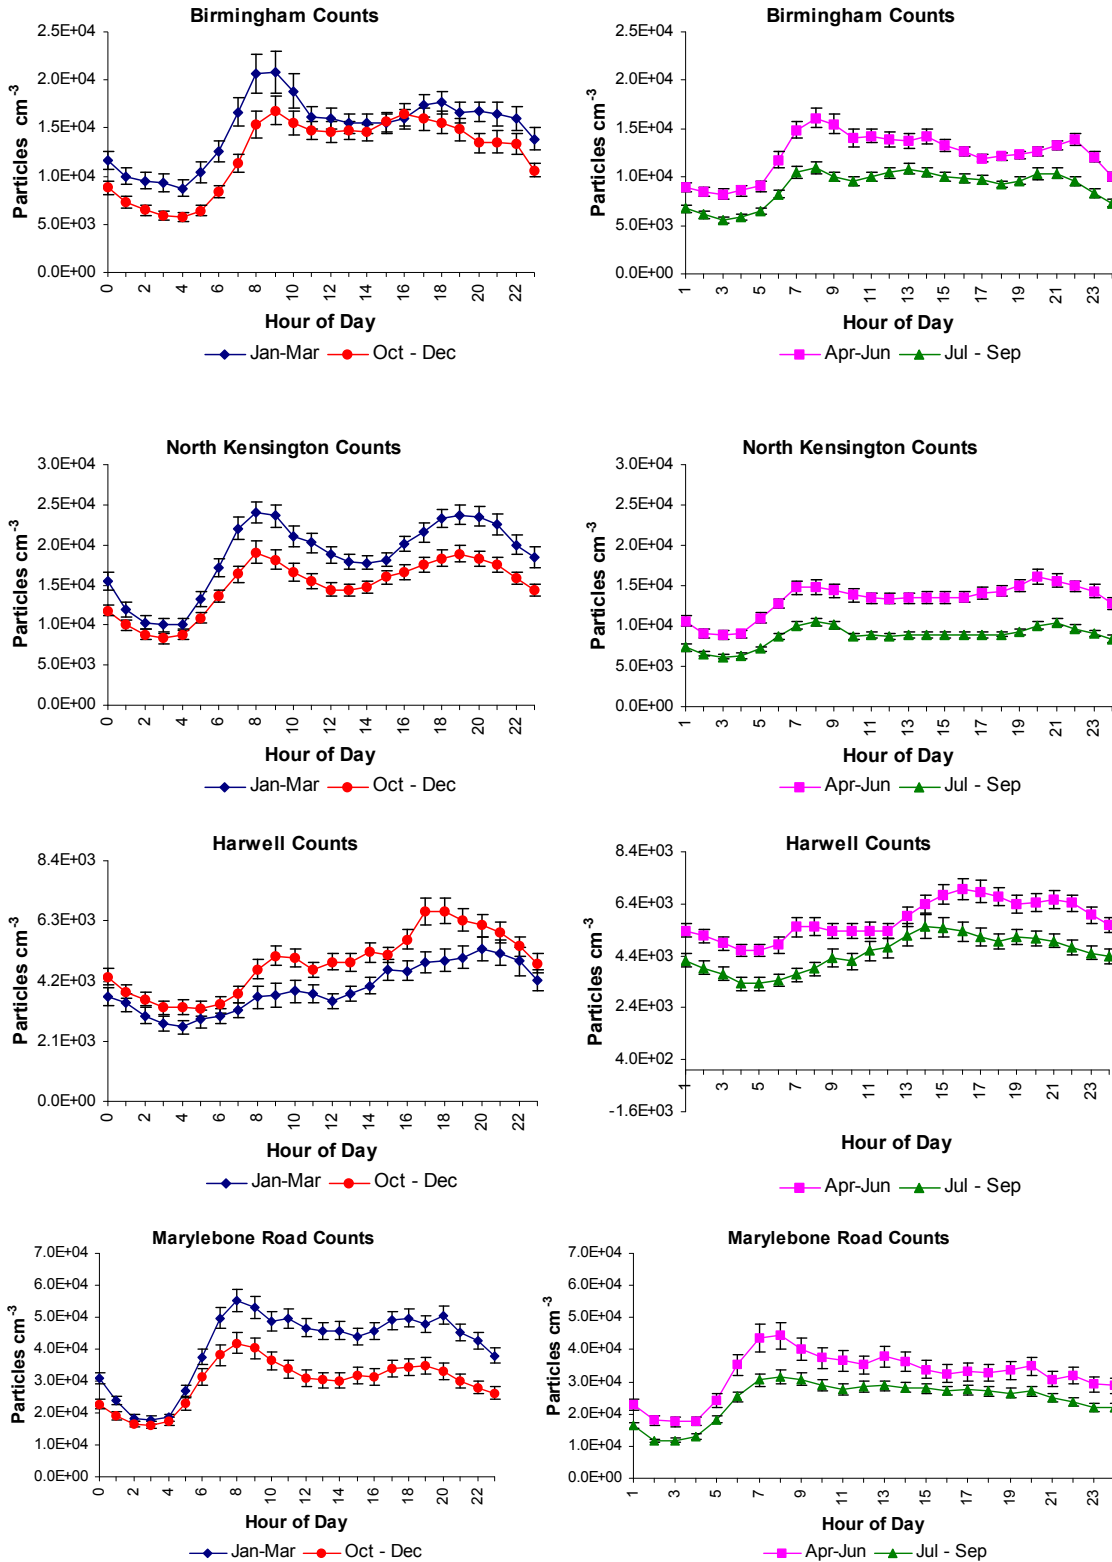 Birmingham Counts
2.5E+04
2.0E+04
1.5E+04
1.0E+04
5.0E+03
0.0E+00
Particles cm-3
0 2 4 6 8 10 12 14 16 18 20 22
Hour of Day
Jan-Mar Oct - Dec
Birmingham Counts
2.5E+04
2.0E+04
1.5E+04
1.0E+04
5.0E+03
0.0E+00
Particles cm-3
1 3 5 7 9 11 13 15 17 19 21 23
Hour of Day
Apr-Jun Jul - Sep
North Kensington Counts
3.0E+04
2.5E+04
2.0E+04
1.5E+04
1.0E+04
5.0E+03
0.0E+00
Particles cm-3
0 2 4 6 8 10 12 14 16 18 20 22
Hour of Day
Jan-Mar Oct - Dec
North Kensington Counts
3.0E+04
2.5E+04
2.0E+04
1.5E+04
1.0E+04
5.0E+03
0.0E+00
Particles cm-3
1 3 5 7 9 11 13 15 17 19 21 23
Hour of Day
Apr-Jun Jul - Sep
Harwell Counts
8.4E+03
6.3E+03
4.2E+03
2.1E+03
0.0E+00
Particles cm-3
0 2 4 6 8 10 12 14 16 18 20 22
Hour of Day
Jan-Mar Oct - Dec
Harwell Counts
8.4E+03
6.4E+03
4.4E+03
2.4E+03
4.0E+02
-1.6E+03
Particles cm-3
1 3 5 7 9 11 13 15 17 19 21 23
Hour of Day
Apr-Jun Jul - Sep
Marylebone Road Counts
7.0E+04
6.0E+04
5.0E+04
4.0E+04
3.0E+04
2.0E+04
1.0E+04
0.0E+00
Particles cm-3
0 2 4 6 8 10 12 14 16 18 20 22
Hour of Day
Jan-Mar Oct - Dec
Marylebone Road Counts
7.0E+04
6.0E+04
5.0E+04
4.0E+04
3.0E+04
2.0E+04
1.0E+04
0.0E+00
Particles cm-3
1 3 5 7 9 11 13 15 17 19 21 23
Hour of Day
Apr-Jun Jul - Sep